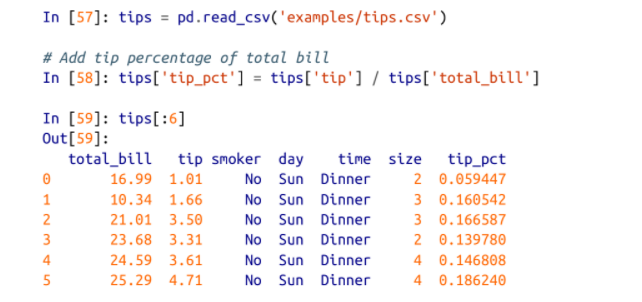 In [57]: tips = pd.read_csv('examples/tips.csv')
# Add tip percentage of total bill
In [58]: tips['tip_pct'] = tips['tip'] / tips['total_bill']
In [59]: tips[:6]
Out[59]:
total_bill tip smoker day time size tip_pct
0 16.99 1.01 No Sun Dinner 2 0.059447
1 10.34 1.66 No Sun Dinner 3 0.160542
2 21.01 3.50 No Sun Dinner 3 0.166587
3 23.68 3.31 No Sun Dinner 2 0.139780
4 24.59 3.61 No Sun Dinner 4 0.146808
5 25.29 4.71 No Sun Dinner 4 0.186240